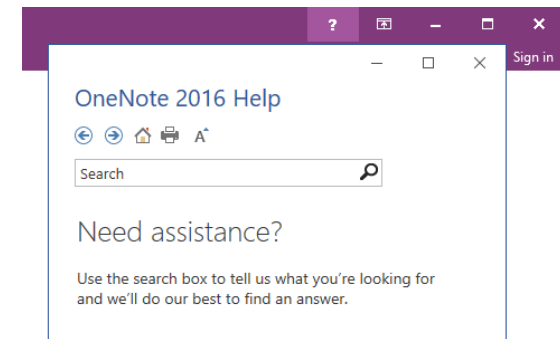 ?
Sign in
OneNote 2016 Help
A
Search
Need assistance?
Use the search box to tell us what you're looking for
and we'll do our best to find an answer.